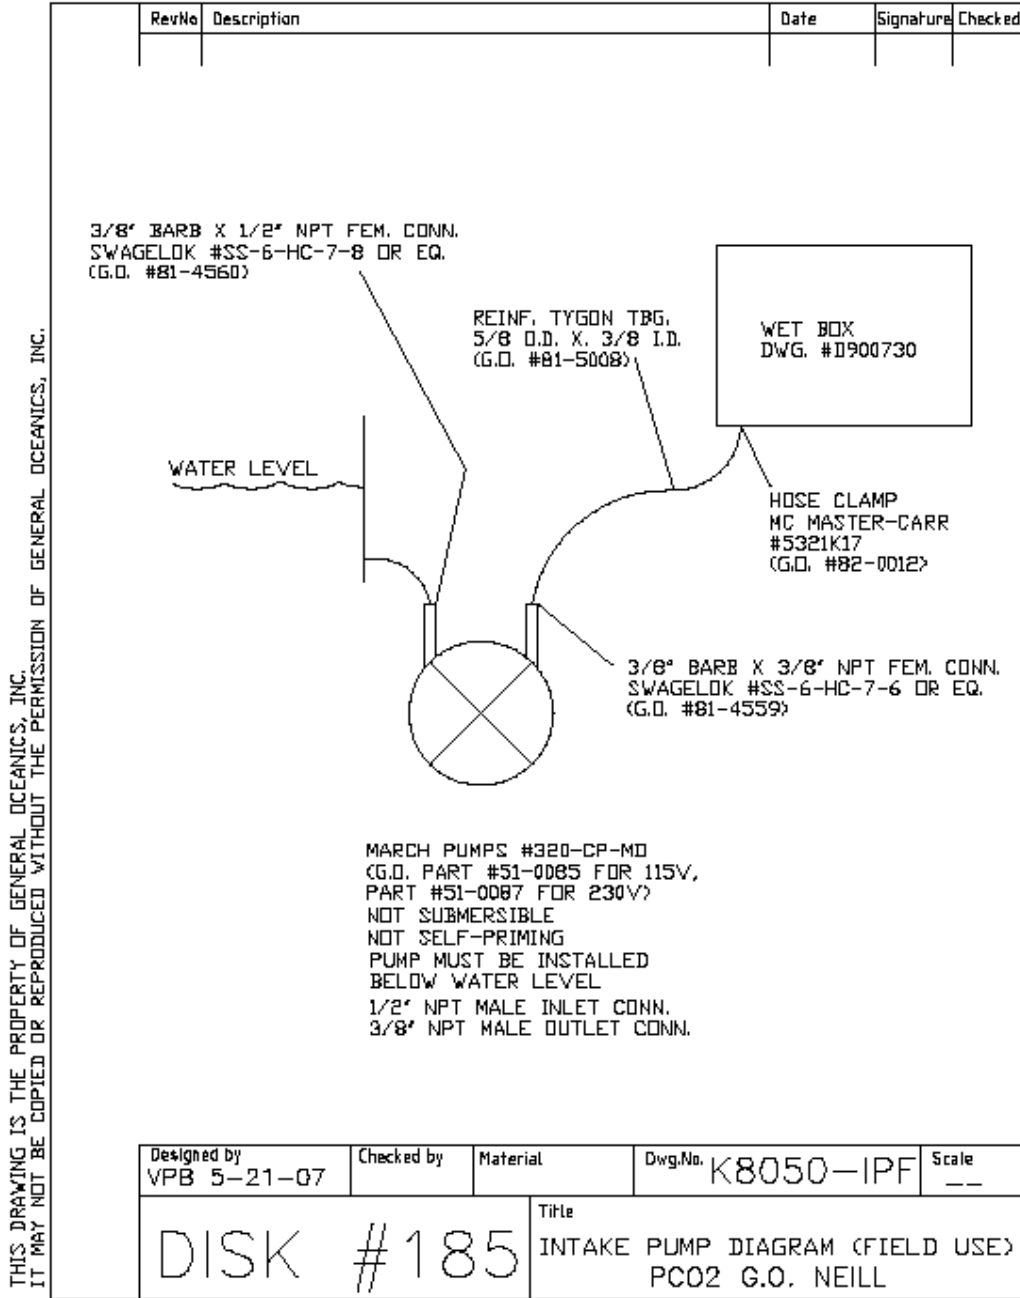 RevNo Description Date Signature Checked
3/8" BARB X 1/2" NPT FEM. CONN.
SWAGELOK #SS-6-HC-7-8 OR EQ.
(G.O. #81-4560)
REINF. TYGON TBG.
5/8 O.D. X. 3/8 I.D.
(G.O. #81-5008)
WET BOX
DWG. #D900730
WATER LEVEL
HOSE CLAMP
MC MASTER-CARR
#5321K17
(G.O. #82-0012)
3/8" BARB X 3/8" NPT FEM. CONN.
SWAGELOK #SS-6-HC-7-6 OR EQ.
(G.O. #81-4559)
MARCH PUMPS #320-CP-MD
(G.O. PART #51-0085 FOR 115V,
PART #51-0087 FOR 230V)
NOT SUBMERSIBLE
NOT SELF-PRIMING
PUMP MUST BE INSTALLED
BELOW WATER LEVEL
1/2" NPT MALE INLET CONN.
3/8" NPT MALE OUTLET CONN.
THIS DRAWING IS THE PROPERTY OF GENERAL OCEANICS, INC.
IT MAY NOT BE COPIED OR REPRODUCED WITHOUT THE PERMISSION OF GENERAL OCEANICS, INC.
Designed by
VPB 5-21-07
Checked by
Material
Dwg.No. K8050-IPF
Scale
--
DISK #185
Title
INTAKE PUMP DIAGRAM (FIELD USE)
PCO2 G.O. NEILL